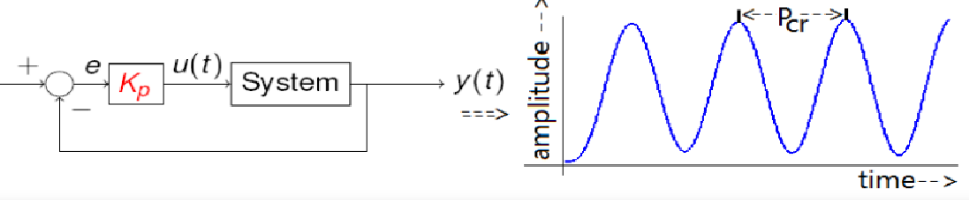 +
e
Kp
u(t)
System
−
y(t)
===>
amplitude -->
|<--Pcr-->|
time-->